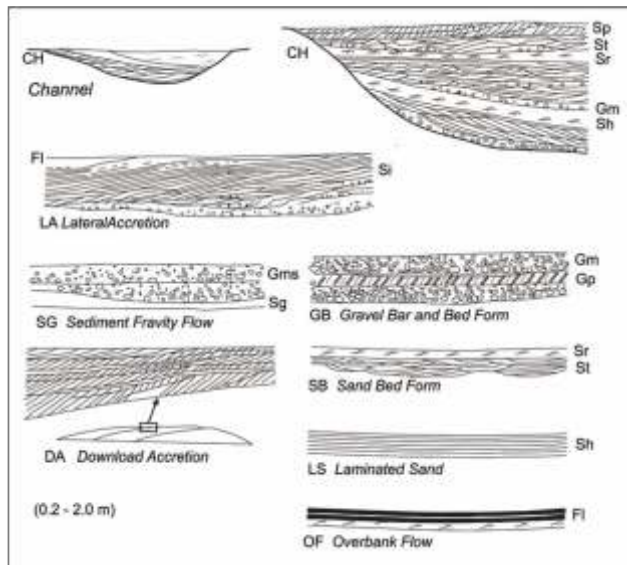 CH
Channel
CH
Sp
St
Sr
Gm
Sh
Fl
Si
LA LateralAccretion
Gms
Sg
SG Sediment Fravity Flow
Gm
Gp
GB Gravel Bar and Bed Form
Sr
St
SB Sand Bed Form
DA Download Accretion
Sh
LS Laminated Sand
(0.2 - 2.0 m)
Fl
OF Overbank Flow